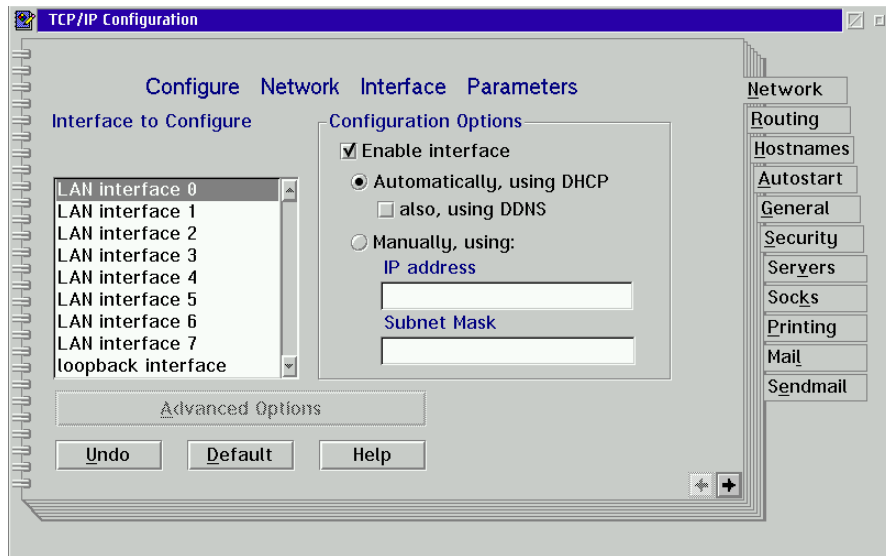 TCP/IP Configuration
Configure Network Interface Parameters
Interface to Configure
LAN interface 0
LAN interface 1
LAN interface 2
LAN interface 3
LAN interface 4
LAN interface 5
LAN interface 6
LAN interface 7
loopback interface
Configuration Options
Enable interface
Automatically, using DHCP
also, using DDNS
Manually, using:
IP address
Subnet Mask
Advanced Options
Undo
Default
Help
Network
Routing
Hostnames
Autostart
General
Security
Servers
Socks
Printing
Mail
Sendmail